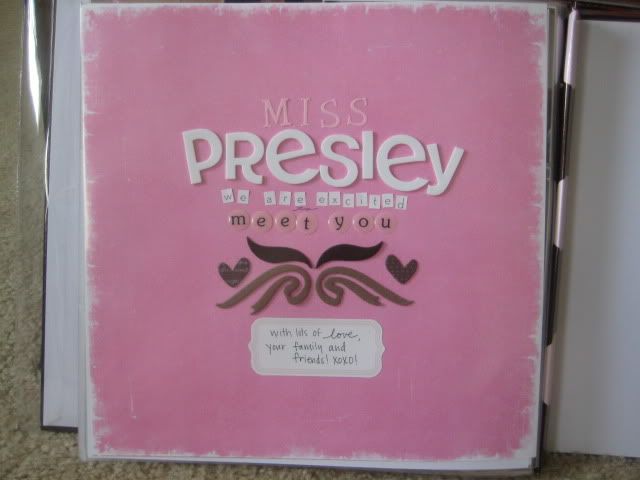 MISS
PResley
we are excited
meet you
with lots of love,
your family and
friends! XOXO!